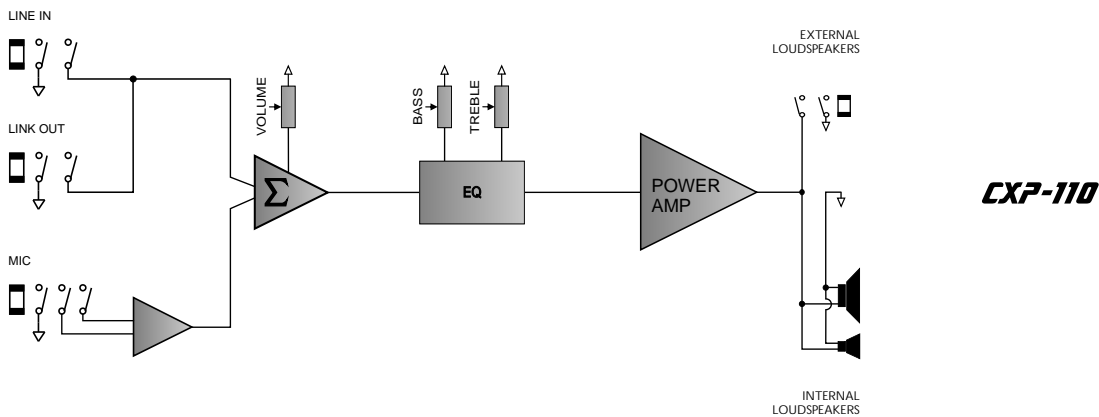 LINE IN
EXTERNAL
LOUDSPEAKERS
VOLUME
BASS
TREBLE
LINK OUT
Σ
EQ
POWER
AMP
CXP-110
MIC
INTERNAL
LOUDSPEAKERS